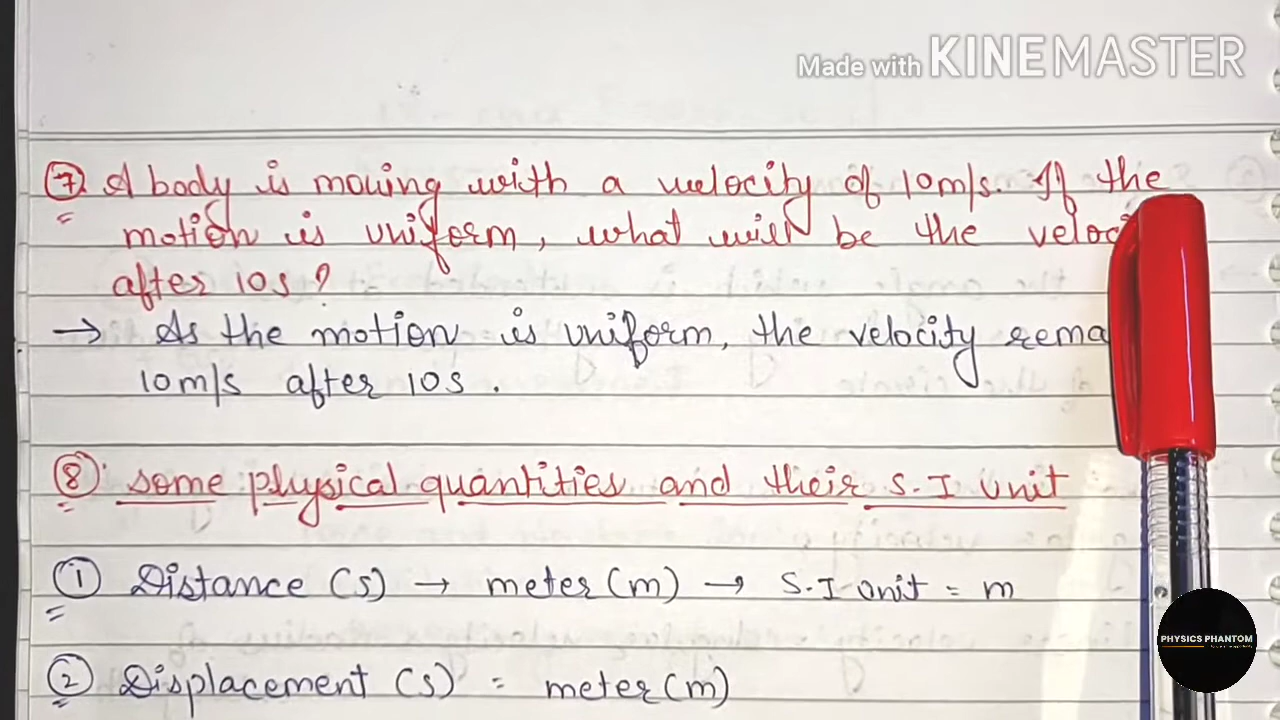 Made with KINEMASTER
7. A body is moving with a velocity of 10m/s. If the
motion is uniform, what will be the
after 10s?
→ As the motion is uniform, the velocity
10m/s after 10s.
8. Some physical quantities and their S.I Unit
1 Distance (s) → meter (m) → S.I Unit = m
2 Displacement (s) = meter (m)
PHYSICS PHANTOM